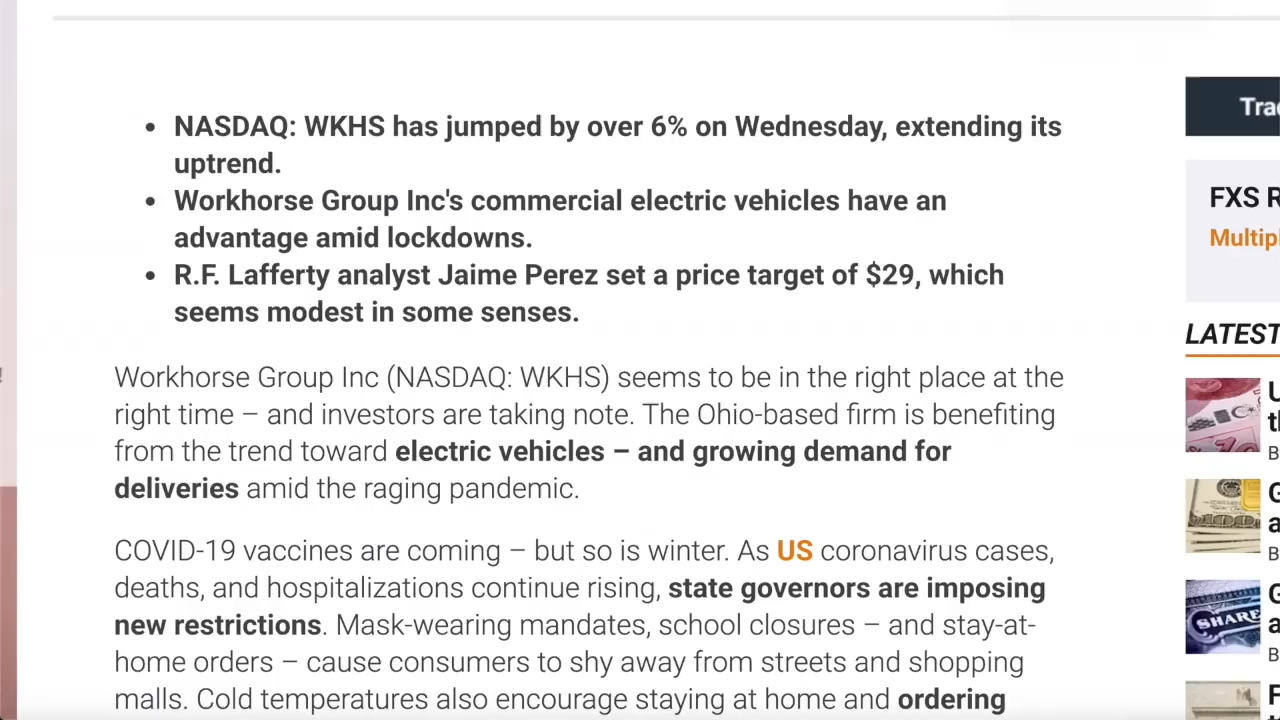 NASDAQ: WKHS has jumped by over 6% on Wednesday, extending its
uptrend.
Workhorse Group Inc's commercial electric vehicles have an
advantage amid lockdowns.
R.F. Lafferty analyst Jaime Perez set a price target of $29, which
seems modest in some senses.
Workhorse Group Inc (NASDAQ: WKHS) seems to be in the right place at the
right time – and investors are taking note. The Ohio-based firm is benefiting
from the trend toward electric vehicles – and growing demand for
deliveries amid the raging pandemic.
COVID-19 vaccines are coming – but so is winter. As US coronavirus cases,
deaths, and hospitalizations continue rising, state governors are imposing
new restrictions. Mask-wearing mandates, school closures – and stay-at-
home orders – cause consumers to shy away from streets and shopping
malls. Cold temperatures also encourage staying at home and ordering
FXS R
LATEST
SHARE